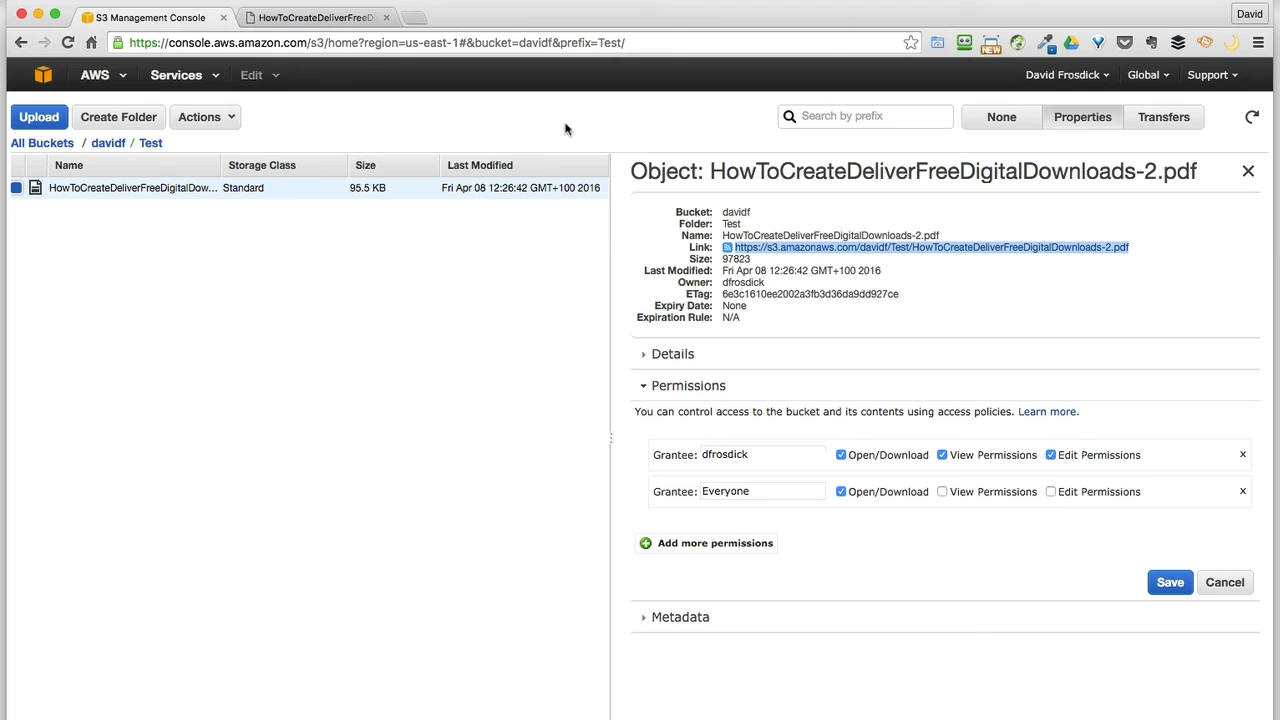 S3 Management Console
HowToCreateDeliverFreeD
David
https://console.aws.amazon.com/s3/home?region=us-east-1#&bucket=davidf&prefix=Test/
NEW
AWS Services Edit David Frosdick Global Support
Upload Create Folder Actions Search by prefix None Properties Transfers
All Buckets / davidf / Test
Name Storage Class Size Last Modified
HowToCreateDeliverFreeDigitalDow... Standard 95.5 KB Fri Apr 08 12:26:42 GMT+100 2016
Object: HowToCreateDeliverFreeDigitalDownloads-2.pdf
Bucket: davidf
Folder: Test
Name: HowToCreateDeliverFreeDigitalDownloads-2.pdf
Link: https://s3.amazonaws.com/davidf/Test/HowToCreateDeliverFreeDigitalDownloads-2.pdf
Size: 97823
Last Modified: Fri Apr 08 12:26:42 GMT+100 2016
Owner: dfrosdick
ETag: 6e3c1610ee2002a3fb3d36da9dd927ce
Expiry Date: None
Expiration Rule: N/A
Details
Permissions
You can control access to the bucket and its contents using access policies. Learn more.
Grantee: dfrosdick Open/Download View Permissions Edit Permissions x
Grantee: Everyone Open/Download View Permissions Edit Permissions x
Add more permissions
Save Cancel
Metadata